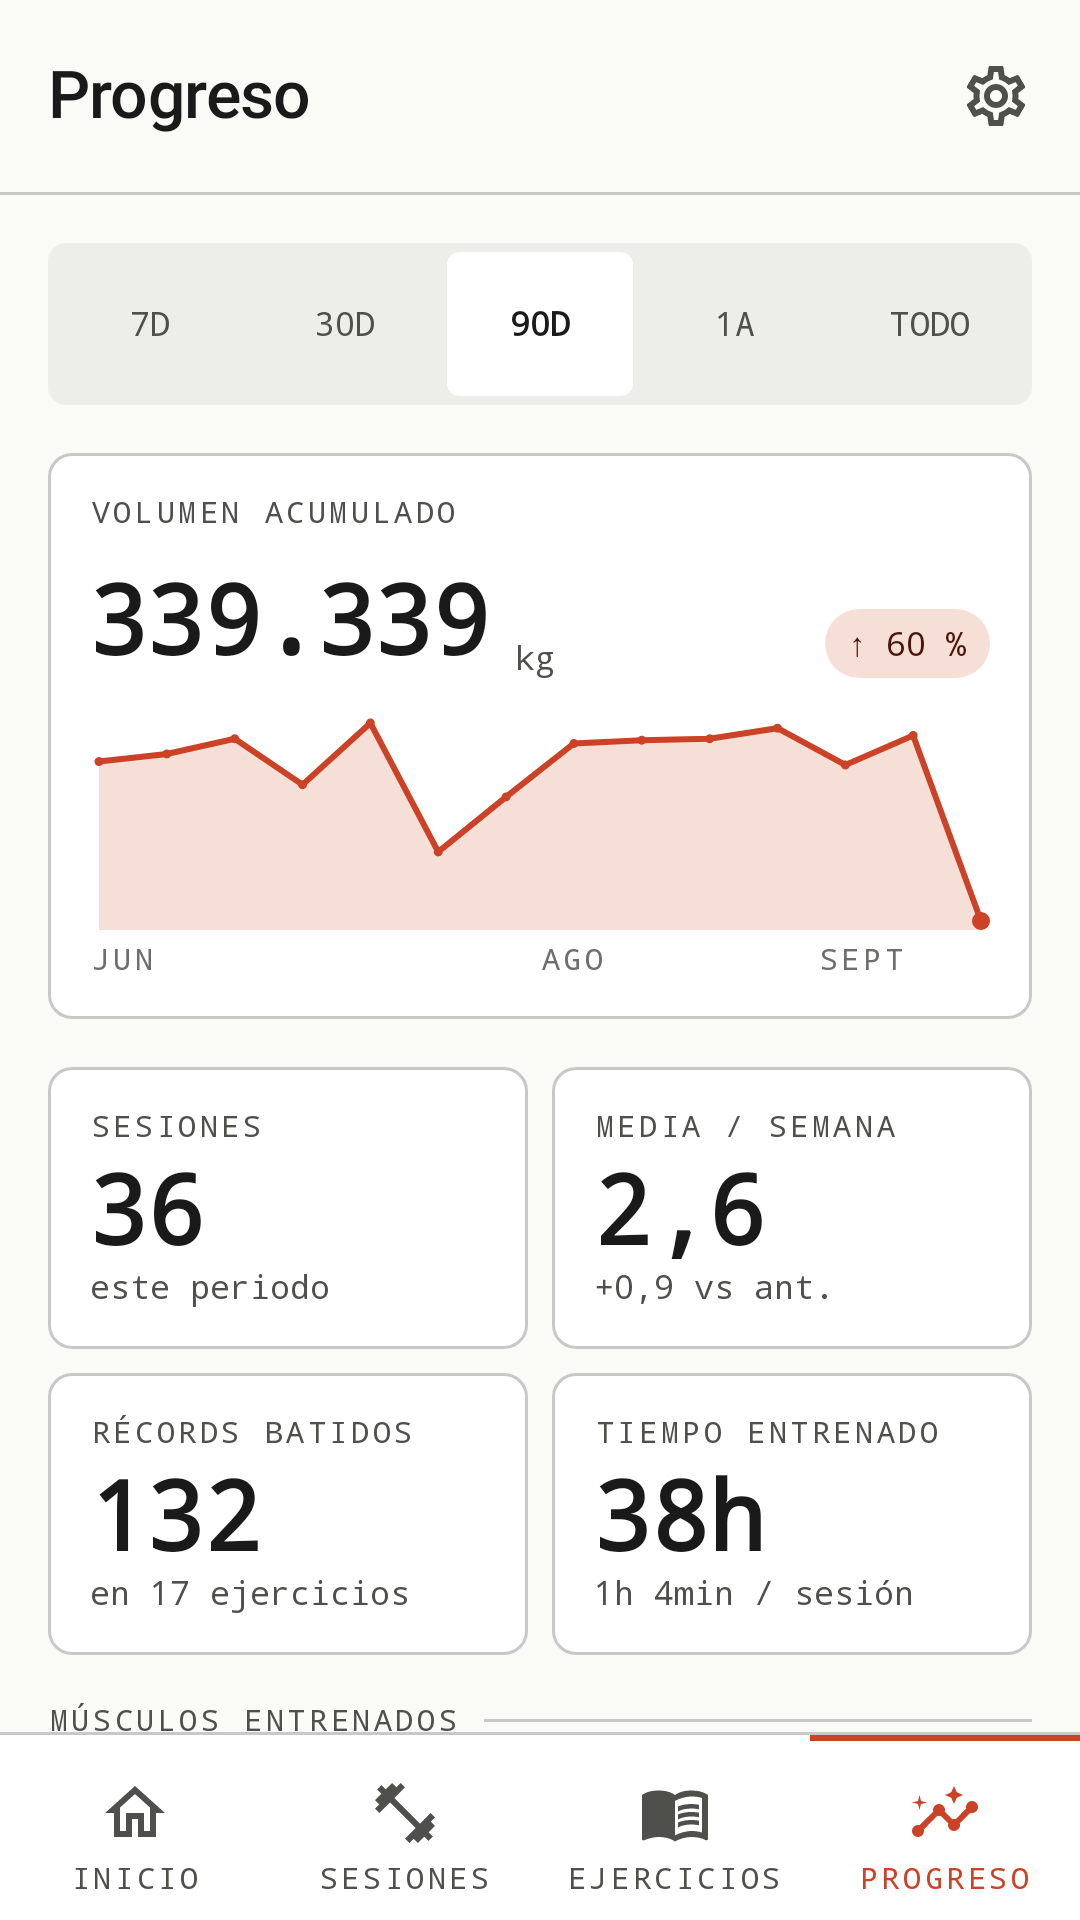 Progreso
7D 30D 90D 1A TODO
VOLUMEN ACUMULADO
339.339 kg ↑ 60 %
JUN AGO SEPT
SESIONES MEDIA / SEMANA
36 2,6
este periodo +0,9 vs ant.
RÉCORDS BATIDOS TIEMPO ENTRENADO
132 38h
en 17 ejercicios 1h 4min / sesión
MÚSCULOS ENTRENADOS
INICIO SESIONES EJERCICIOS PROGRESO